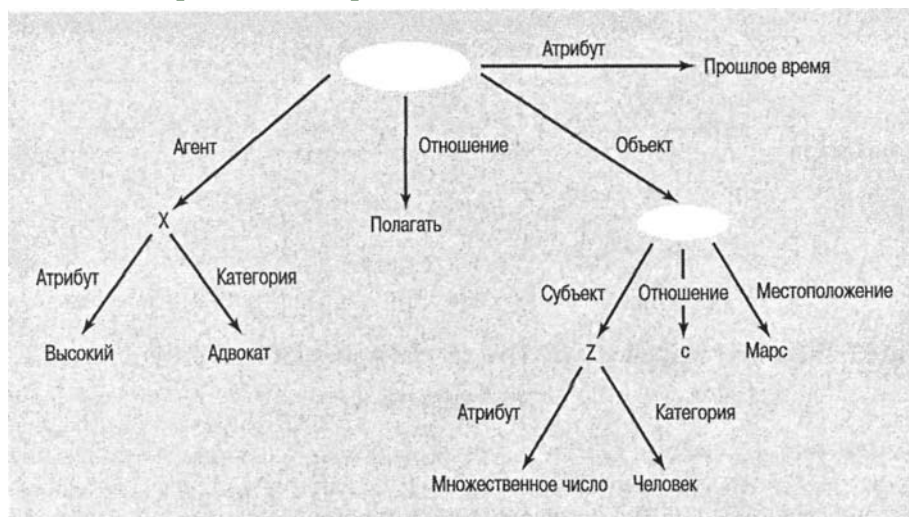 Атрибут
Прошлое время
Агент
Отношение
Объект
X
Полагать
Атрибут
Категория
Субъект
Отношение
Местоположение
Высокий
Адвокат
Z
с
Марс
Атрибут
Категория
Множественное число
Человек